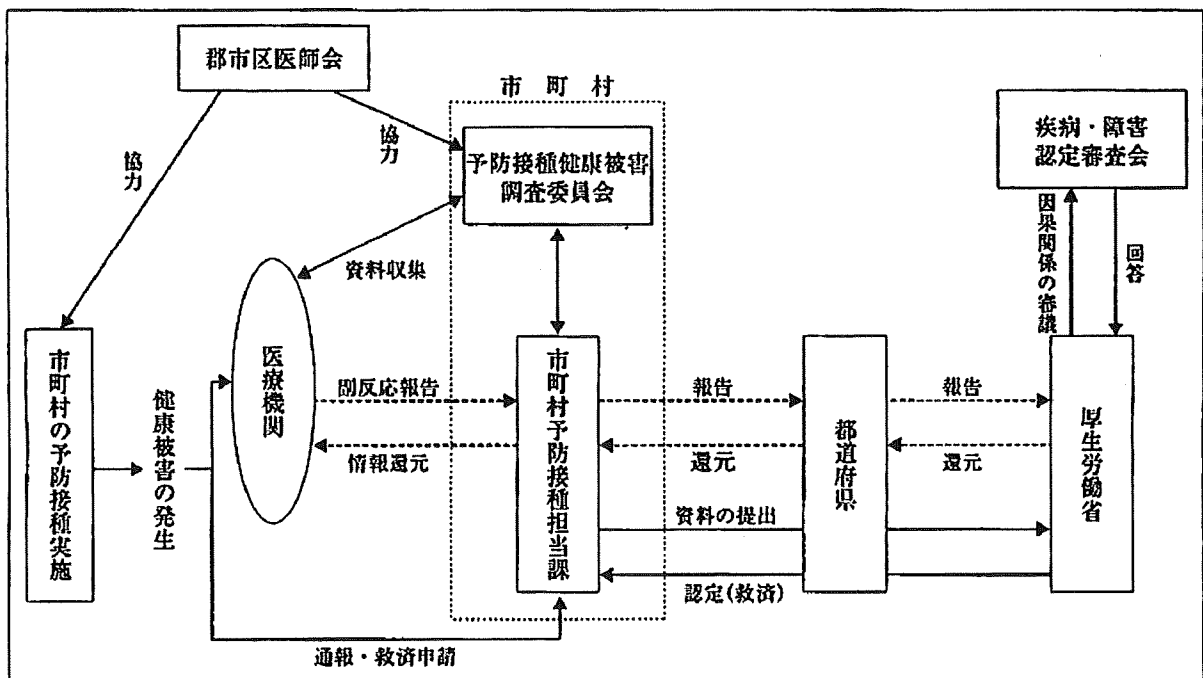 郡市区医師会
市町村
協力
協力
予防接種健康被害
調査委員会
疾病・障害
認定審査会
因果関係の審議
回答
資料収集
市町村の予防接種実施
健康被害の発生
医療機関
副反応報告
情報還元
市町村予防接種担当課
報告
還元
都道府県
報告
還元
厚生労働省
資料の提出
認定(救済)
通報・救済申請